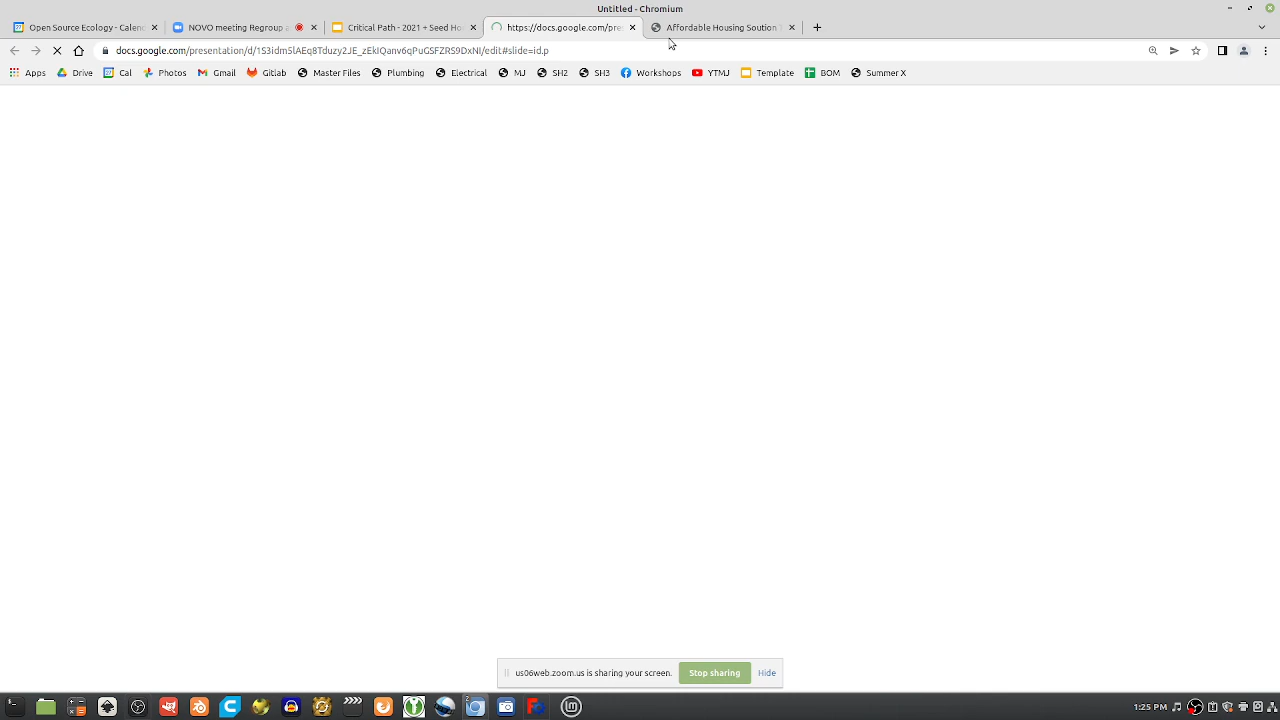 Untitled - Chromium
Open Source Ecology - Calend
NOVO meeting Regroup a
Critical Path - 2021 + Seed Ho
https://docs.google.com/pres
Affordable Housing Soution
docs.google.com/presentation/d/1S3idm5lAEq8Tduzy2JE_zEkIQanv6qPuGSFZRS9DxNI/edit#slide=id.p
Apps
Drive
Cal
Photos
Gmail
Gitlab
Master Files
Plumbing
Electrical
MJ
SH2
SH3
Workshops
YTMJ
Template
BOM
Summer X
us06web.zoom.us is sharing your screen.
Stop sharing
Hide
1:25 PM